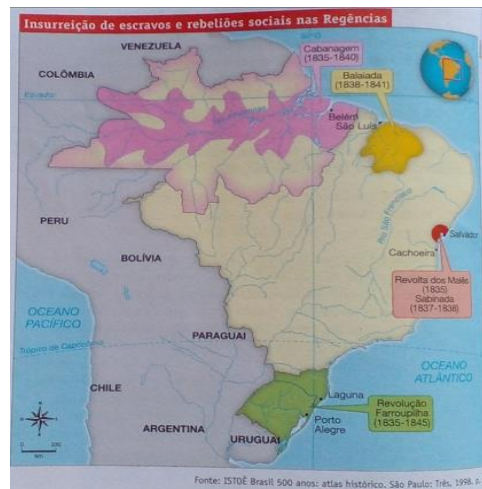 Insurreição de escravos e rebeliões sociais nas Regências
VENEZUELA
COLÔMBIA
Cabanagem
(1835-1840)
Balaiada
(1838-1841)
Equador
Belém
São Luís
PERU
BOLÍVIA
Rio São Francisco
Salvador
Cachoeira
Revolta dos Malês
(1835)
Sabinada
(1837-1838)
OCEANO
PACÍFICO
PARAGUAI
Trópico de Capricórnio
OCEANO
ATLÂNTICO
CHILE
Laguna
Revolução
Farroupilha
(1835-1845)
Porto
Alegre
ARGENTINA
URUGUAI
0
km
Fonte: ISTOÉ Brasil 500 anos: atlas histórico. São Paulo: Três, 1998. p.